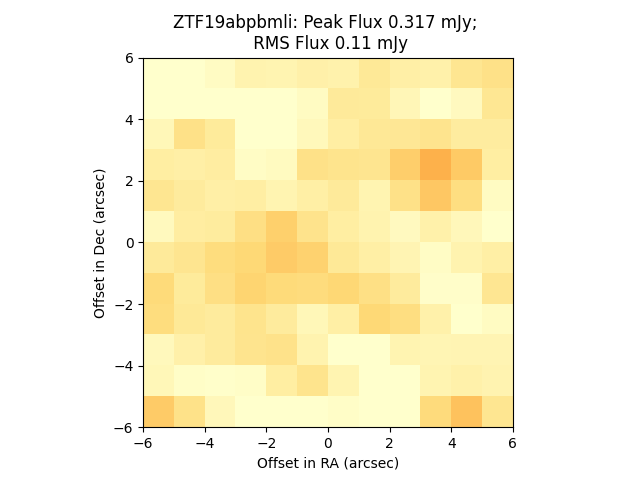 ZTF19abpbmli: Peak Flux 0.317 mJy;
RMS Flux 0.11 mJy
6
4
2
0
−2
−4
−6
Offset in Dec (arcsec)
−6 −4 −2 0 2 4 6
Offset in RA (arcsec)